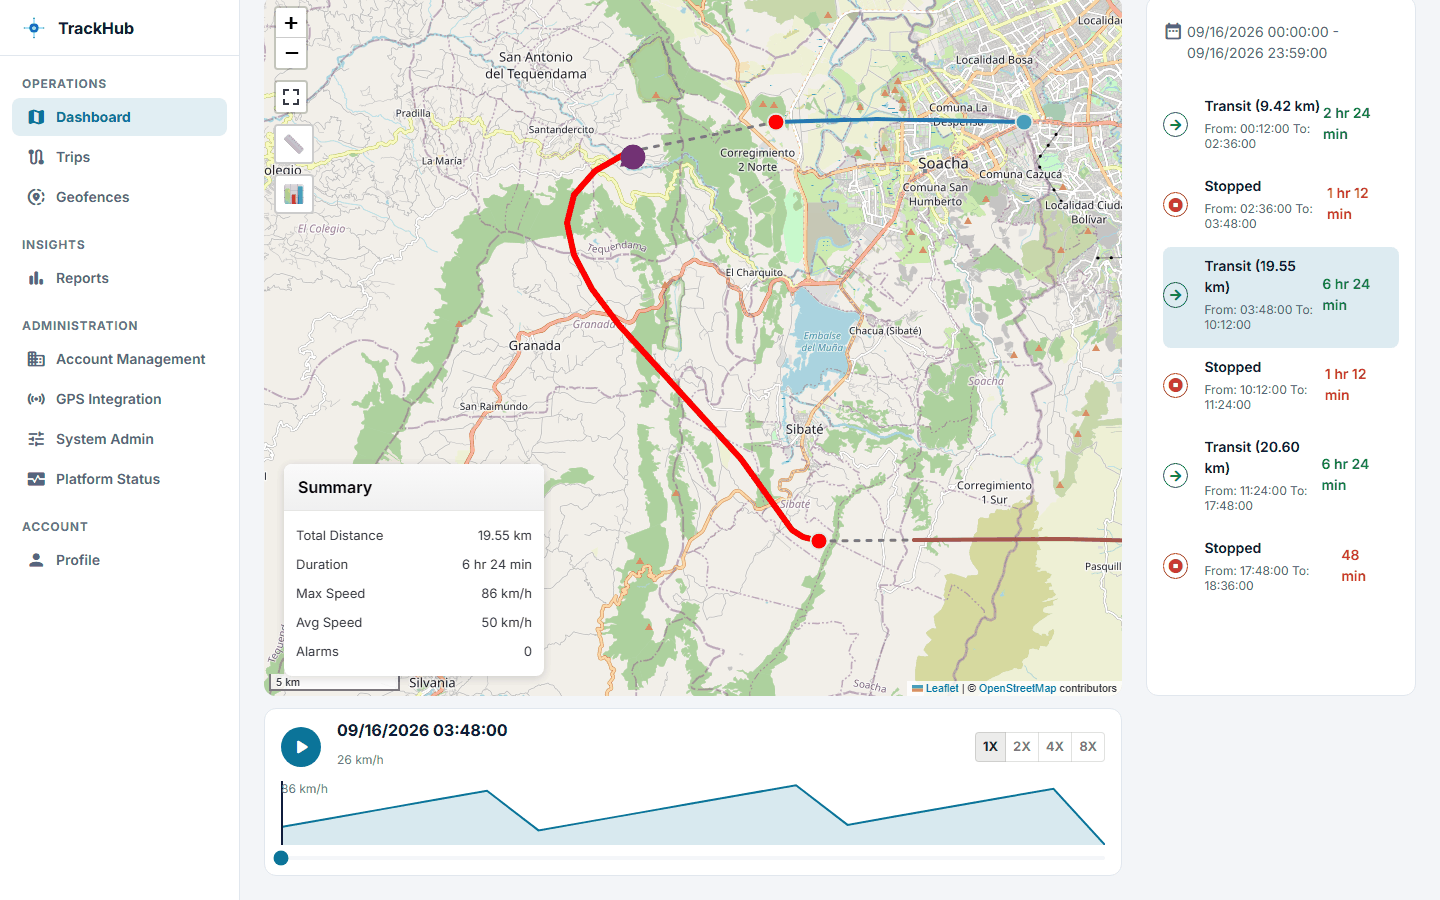 TrackHub
OPERATIONS
Dashboard
Trips
Geofences
INSIGHTS
Reports
ADMINISTRATION
Account Management
GPS Integration
System Admin
Platform Status
ACCOUNT
Profile
+
−
San Antonio
del Tequendama
Pradilla
Santandercito
La María
olegio
El Colegio
Tequendama
Granada
Granada
San Raimundo
Silvania
Localidad Bosa
Comuna La
Despensa
Corregimiento
2 Norte
Soacha
Comuna Cazucá
Comuna San
Humberto
Localidad Ciuda
Bolívar
El Charquito
Embalse
del Muña
Chacua (Sibaté)
Soacha
Sibaté
Sibaté
Corregimiento
1 Sur
Pasquill
Soacha
Summary
Total Distance 19.55 km
Duration 6 hr 24 min
Max Speed 86 km/h
Avg Speed 50 km/h
Alarms 0
5 km
Leaflet | © OpenStreetMap contributors
09/16/2026 03:48:00
26 km/h
1X 2X 4X 8X
86 km/h
09/16/2026 00:00:00 -
09/16/2026 23:59:00
Transit (9.42 km)
From: 00:12:00 To:
02:36:00
2 hr 24
min
Stopped
From: 02:36:00 To:
03:48:00
1 hr 12
min
Transit (19.55
km)
From: 03:48:00 To:
10:12:00
6 hr 24
min
Stopped
From: 10:12:00 To:
11:24:00
1 hr 12
min
Transit (20.60
km)
From: 11:24:00 To:
17:48:00
6 hr 24
min
Stopped
From: 17:48:00 To:
18:36:00
48
min